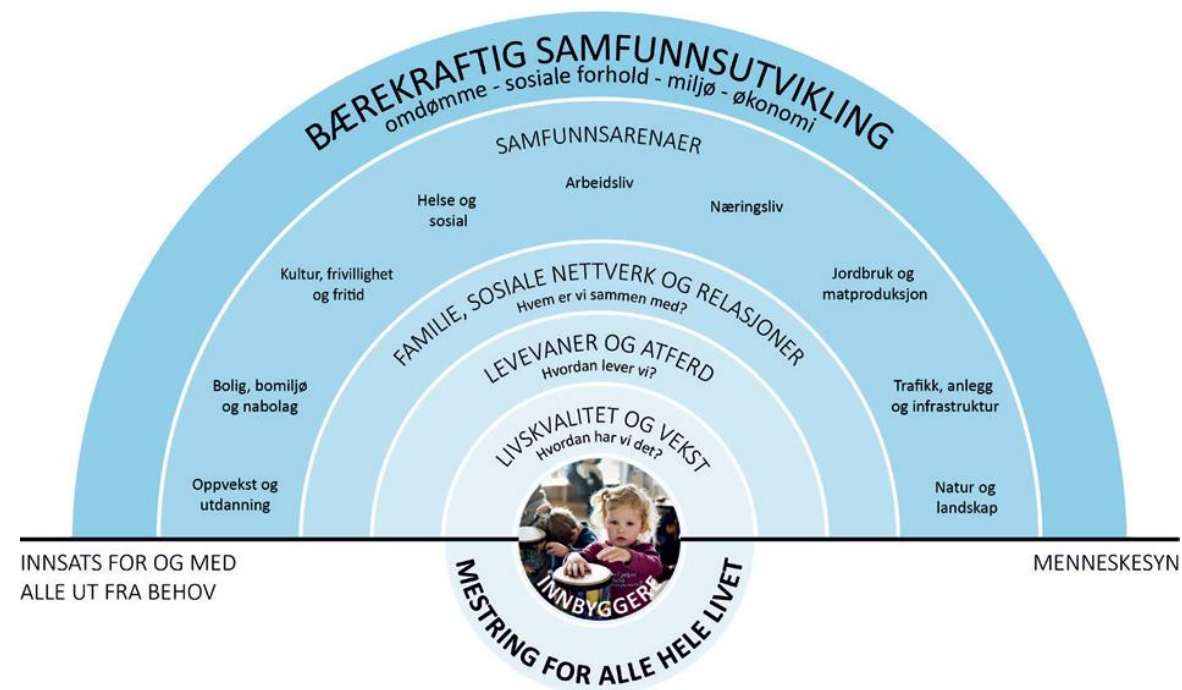 BÆREKRAFTIG SAMFUNNSUTVIKLING
omdømme - sosiale forhold - miljø - økonomi
SAMFUNNSARENAER
Arbeidsliv
Helse og
sosial
Næringsliv
Kultur, frivillighet
og fritid
Jordbruk og
matproduksjon
FAMILIE, SOSIALE NETTVERK OG RELASJONER
Hvem er vi sammen med?
LEVEVANER OG ATFERD
Hvordan lever vi?
Bolig, bomiljø
og nabolag
Trafikk, anlegg
og infrastruktur
LIVSKVALITET OG VEKST
Hvordan har vi det?
Oppvekst og
utdanning
Natur og
landskap
INNSATS FOR OG MED
ALLE UT FRA BEHOV
MENNESKESYN
INNBYGGERE
MESTRING FOR ALLE HELE LIVET